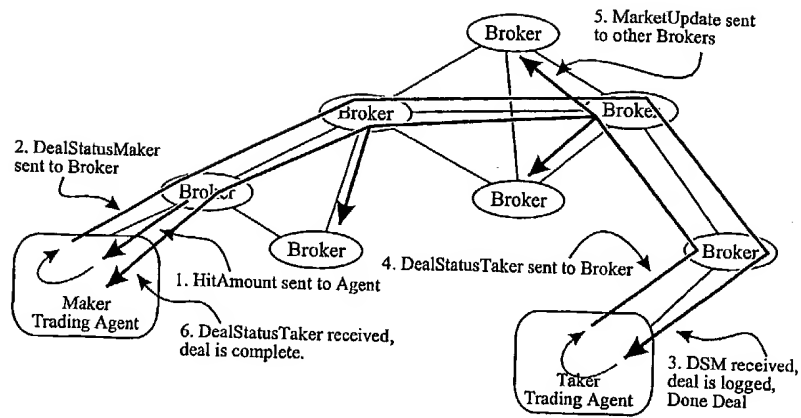 5. MarketUpdate sent
to other Brokers
Broker
Broker
Broker
2. DealStatusMaker
sent to Broker
Broker
Broker
Broker
Broker
4. DealStatusTaker sent to Broker
1. HitAmount sent to Agent
Maker
Trading Agent
6. DealStatusTaker received,
deal is complete.
3. DSM received,
deal is logged,
Done Deal
Taker
Trading Agent